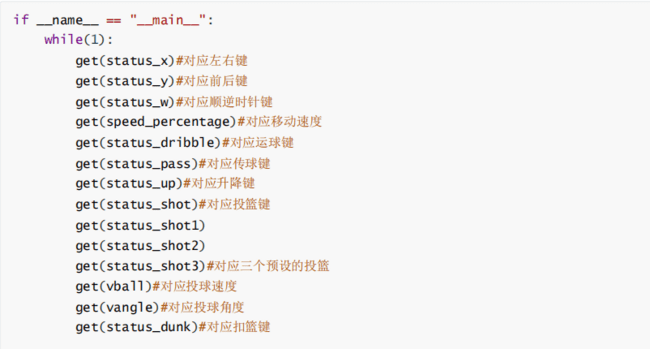 if __name__ == "__main__":
    while(1):
        get(status_x)#对应左右键
        get(status_y)#对应前后键
        get(status_w)#对应顺逆时针键
        get(speed_percentage)#对应移动速度
        get(status_dribble)#对应运球键
        get(status_pass)#对应传球键
        get(status_up)#对应升降键
        get(status_shot)#对应投篮键
        get(status_shot1)
        get(status_shot2)
        get(status_shot3)#对应三个预设的投篮
        get(vball)#对应投球速度
        get(vangle)#对应投球角度
        get(status_dunk)#对应扣篮键